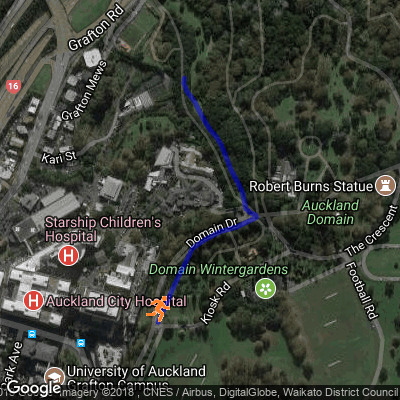 Grafton Rd
16
Grafton Mews
Kari St
Robert Burns Statue
Auckland
Domain
Starship Children's
Hospital
Domain Dr
The Crescent
Domain Wintergardens
H
H
Auckland City Hospital
Kiosk Rd
Football Rd
Park Ave
University of Auckland
Grafton Campus
Google
Imagery ©2018 , CNES / Airbus, DigitalGlobe, Waikato District Council